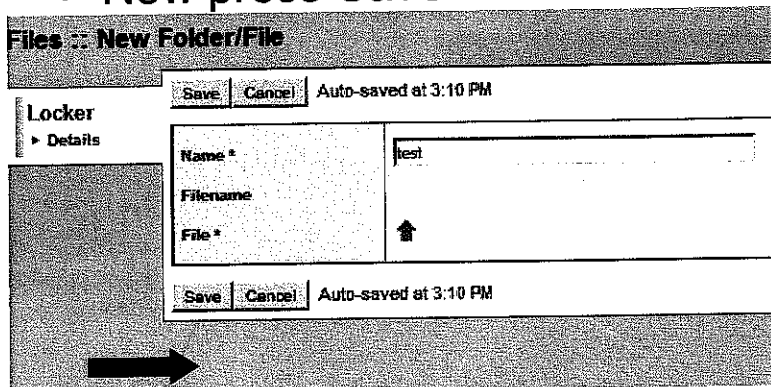 Files :: New Folder/File
Save Cancel Auto-saved at 3:10 PM
Locker
Details
Name * test
Filename
File *
Save Cancel Auto-saved at 3:10 PM